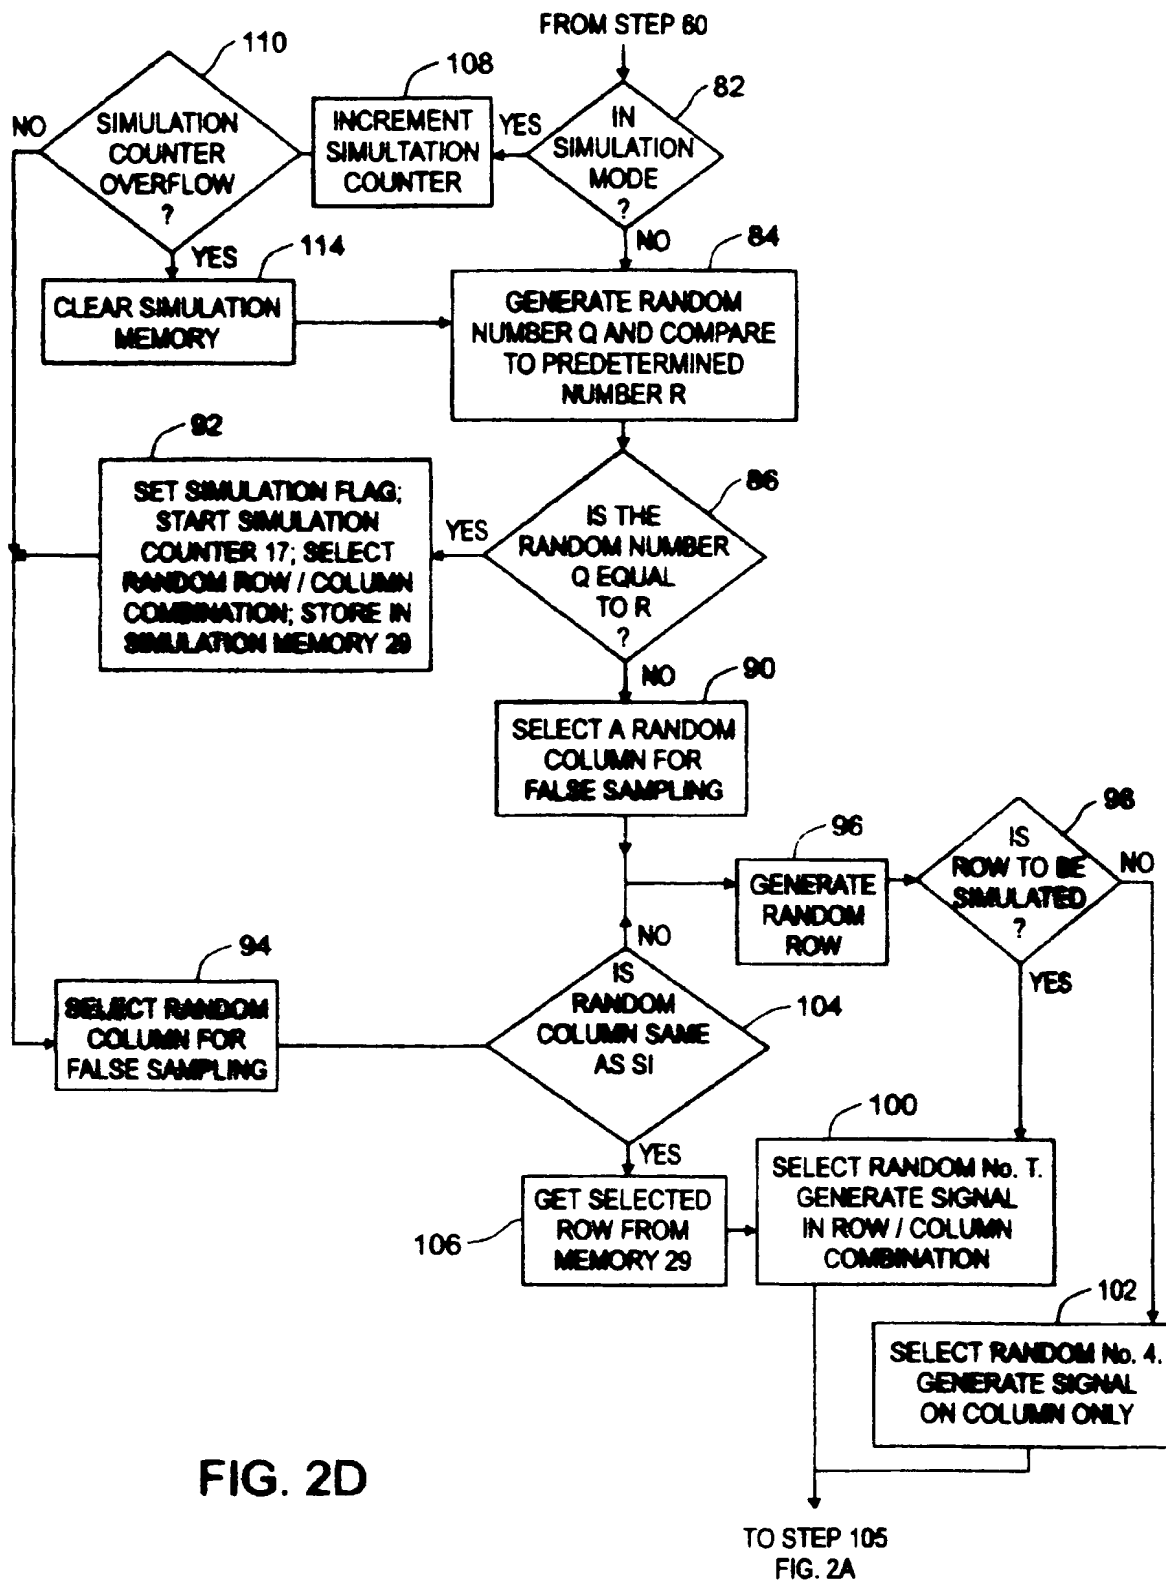 FROM STEP 80
110
108
82
NO
SIMULATION
COUNTER
OVERFLOW
?
INCREMENT
SIMULTATION
COUNTER
YES
IN
SIMULATION
MODE
?
YES
114
NO
84
CLEAR SIMULATION
MEMORY
GENERATE RANDOM
NUMBER Q AND COMPARE
TO PREDETERMINED
NUMBER R
92
86
SET SIMULATION FLAG;
START SIMULATION
COUNTER 17; SELECT
RANDOM ROW / COLUMN
COMBINATION; STORE IN
SIMULATION MEMORY 29
YES
IS THE
RANDOM NUMBER
Q EQUAL
TO R
?
NO
90
SELECT A RANDOM
COLUMN FOR
FALSE SAMPLING
96
98
GENERATE
RANDOM
ROW
IS
ROW TO BE
SIMULATED
?
NO
YES
94
NO
SELECT RANDOM
COLUMN FOR
FALSE SAMPLING
IS
RANDOM
COLUMN SAME
AS SI
104
YES
100
106
GET SELECTED
ROW FROM
MEMORY 29
SELECT RANDOM No. T.
GENERATE SIGNAL
IN ROW / COLUMN
COMBINATION
102
SELECT RANDOM No. 4.
GENERATE SIGNAL
ON COLUMN ONLY
FIG. 2D
TO STEP 105
FIG. 2A